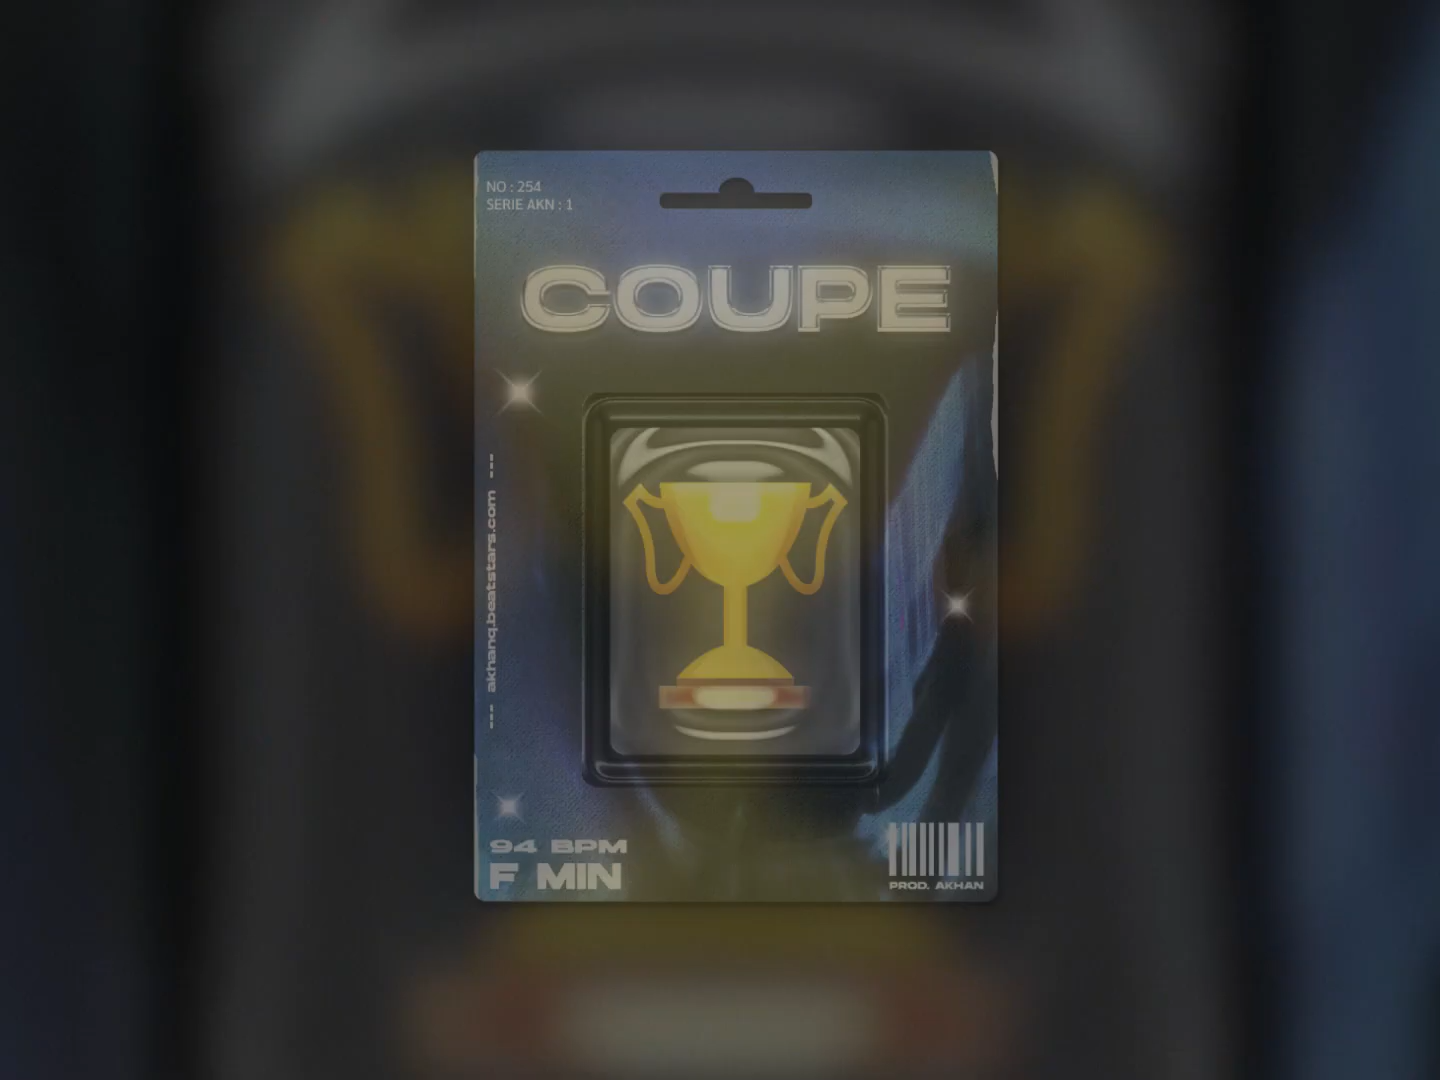 NO : 254
SERIE AKN : 1
COUPE
--- akhanq.beatstars.com ---
94 BPM
F MIN
PROD. AKHAN